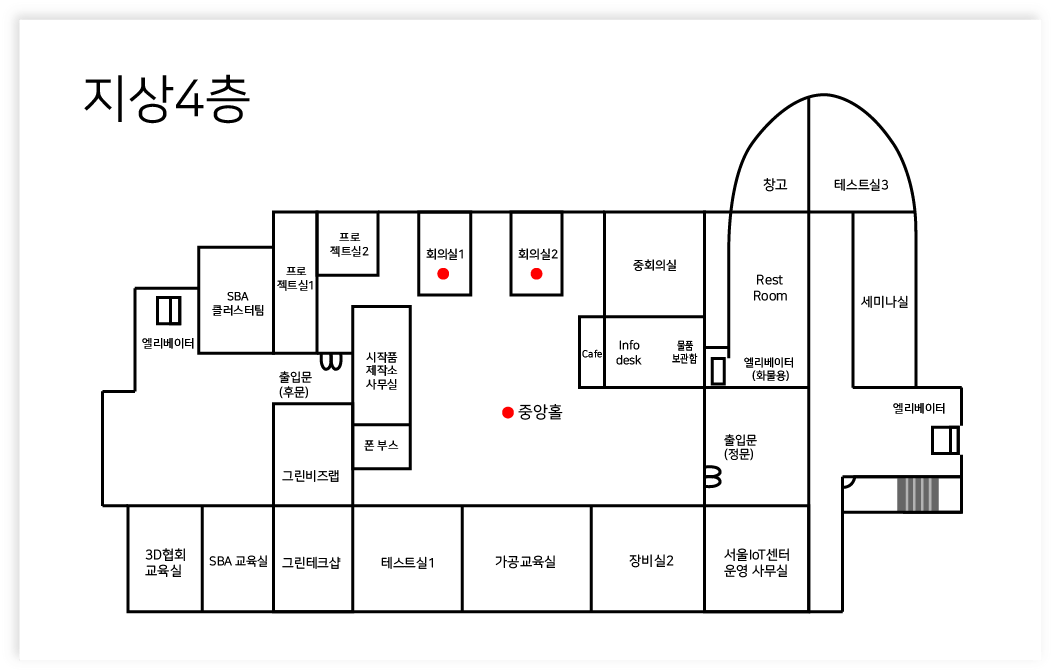 지상4층
창고
테스트실3
프로
젝트실2
회의실1
회의실2
중회의실
프로
젝트실1
SBA
클러스터팀
Rest
Room
세미나실
엘리베이터
시작품
제작소
사무실
Cafe
Info
desk
물품
보관함
엘리베이터
(화물용)
출입문
(후문)
중앙홀
엘리베이터
폰 부스
출입문
(정문)
그린비즈랩
3D협회
교육실
SBA 교육실
그린테크샵
테스트실1
가공교육실
장비실2
서울IoT센터
운영 사무실